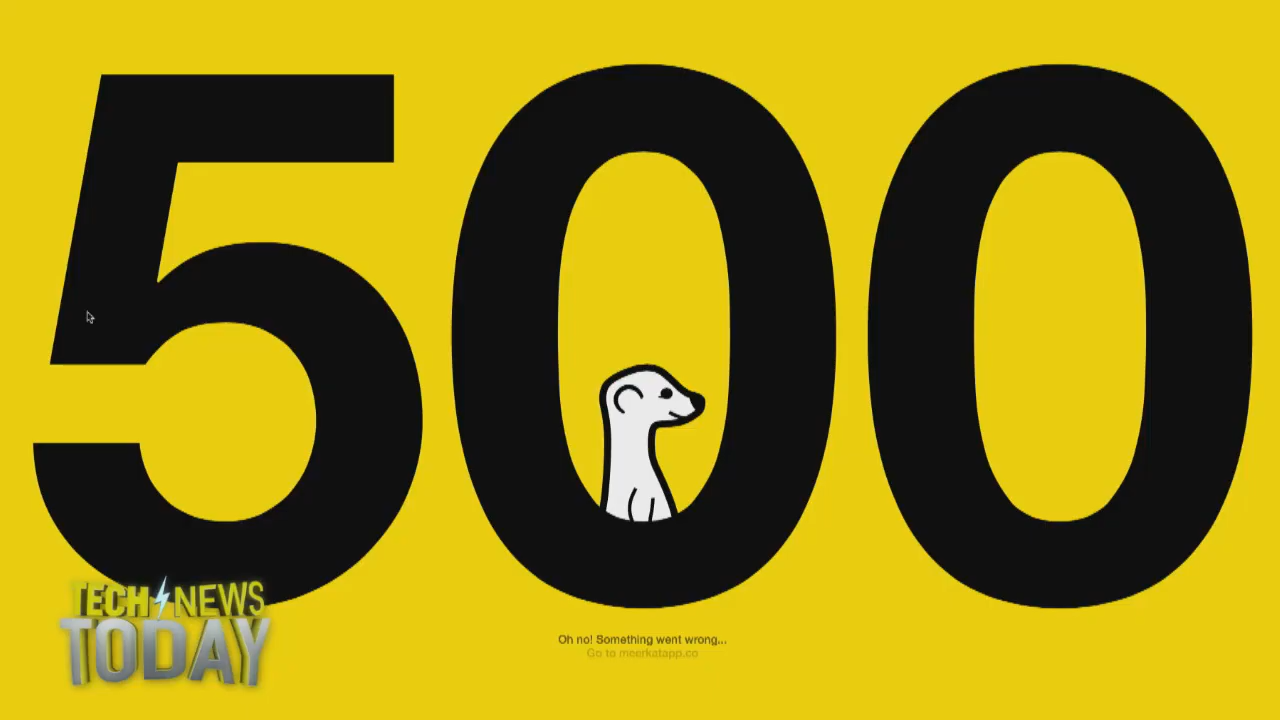 500
Oh no! Something went wrong...
Go to meerkatapp.co
TECH NEWS
TODAY